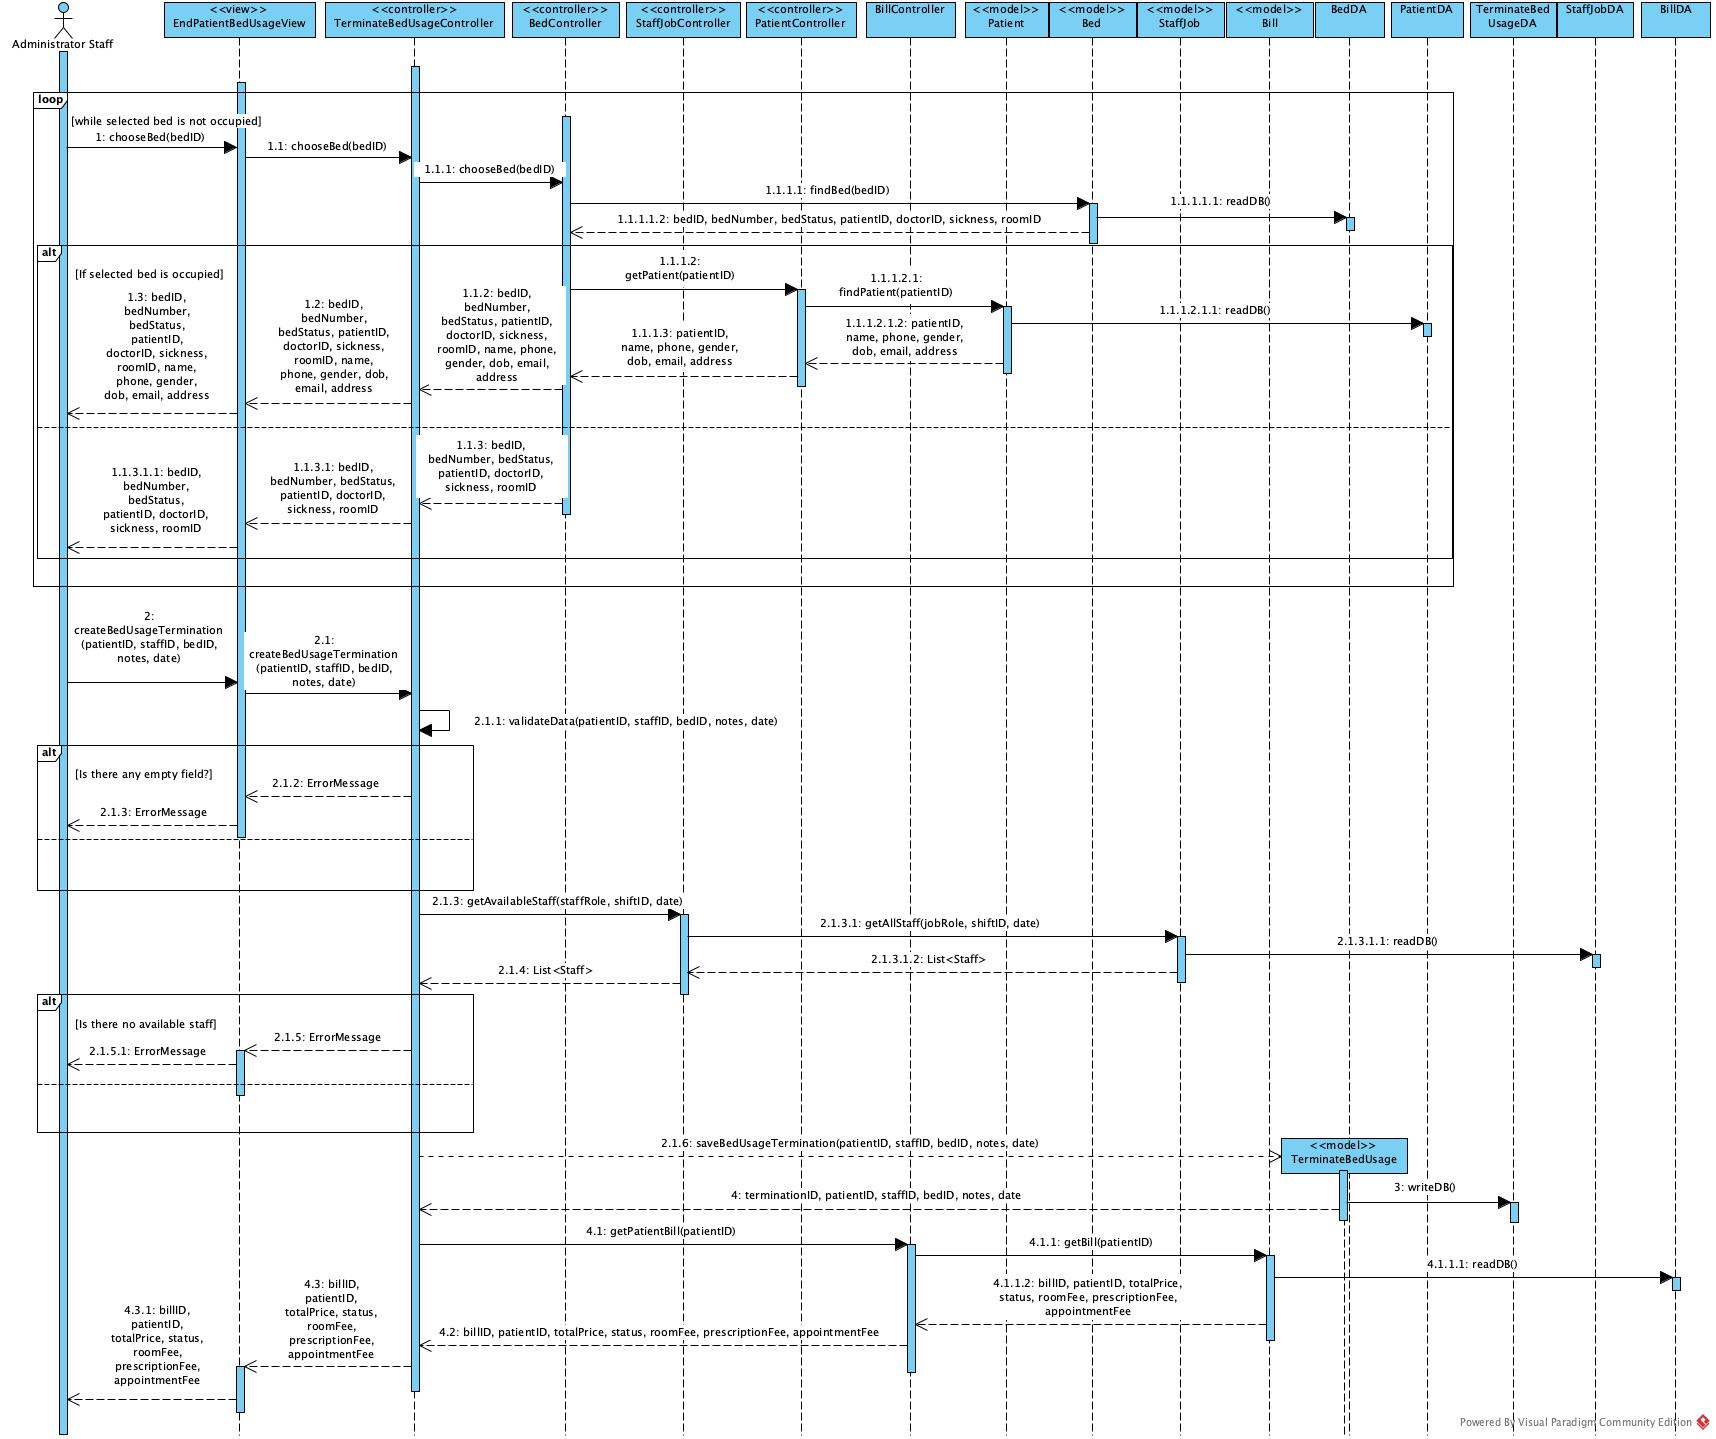 Administrator Staff
<<view>>
EndPatientBedUsageView
<<controller>>
TerminateBedUsageController
<<controller>>
BedController
<<controller>>
StaffJobController
<<controller>>
PatientController
BillController
<<model>>
Patient
<<model>>
Bed
<<model>>
StaffJob
<<model>>
Bill
BedDA
PatientDA
TerminateBed
UsageDA
StaffJobDA
BillDA
loop
[while selected bed is not occupied]
1: chooseBed(bedID)
1.1: chooseBed(bedID)
1.1.1: chooseBed(bedID)
1.1.1.1: findBed(bedID)
1.1.1.1.1: readDB()
1.1.1.1.2: bedID, bedNumber, bedStatus, patientID, doctorID, sickness, roomID
alt
[If selected bed is occupied]
1.1.1.2:
getPatient(patientID)
1.1.1.2.1:
findPatient(patientID)
1.1.1.2.1.1: readDB()
1.1.1.2.1.2: patientID,
name, phone, gender,
dob, email, address
1.1.1.3: patientID,
name, phone, gender,
dob, email, address
1.1.2: bedID,
bedNumber,
bedStatus, patientID,
doctorID, sickness,
roomID, name, phone,
gender, dob, email,
address
1.2: bedID,
bedNumber,
bedStatus, patientID,
doctorID, sickness,
roomID, name,
phone, gender, dob,
email, address
1.3: bedID,
bedNumber,
bedStatus,
patientID,
doctorID, sickness,
roomID, name,
phone, gender,
dob, email, address
1.1.3: bedID,
bedNumber, bedStatus,
patientID, doctorID,
sickness, roomID
1.1.3.1: bedID,
bedNumber, bedStatus,
patientID, doctorID,
sickness, roomID
1.1.3.1.1: bedID,
bedNumber,
bedStatus,
patientID, doctorID,
sickness, roomID
2:
createBedUsageTermination
(patientID, staffID, bedID,
notes, date)
2.1:
createBedUsageTermination
(patientID, staffID, bedID,
notes, date)
2.1.1: validateData(patientID, staffID, bedID, notes, date)
alt
[Is there any empty field?]
2.1.2: ErrorMessage
2.1.3: ErrorMessage
2.1.3: getAvailableStaff(staffRole, shiftID, date)
2.1.3.1: getAllStaff(jobRole, shiftID, date)
2.1.3.1.1: readDB()
2.1.3.1.2: List<Staff>
2.1.4: List<Staff>
alt
[Is there no available staff]
2.1.5: ErrorMessage
2.1.5.1: ErrorMessage
2.1.6: saveBedUsageTermination(patientID, staffID, bedID, notes, date)
<<model>>
TerminateBedUsage
3: writeDB()
4: terminationID, patientID, staffID, bedID, notes, date
4.1: getPatientBill(patientID)
4.1.1: getBill(patientID)
4.1.1.1: readDB()
4.1.1.2: billID, patientID, totalPrice,
status, roomFee, prescriptionFee,
appointmentFee
4.2: billID, patientID, totalPrice, status, roomFee, prescriptionFee, appointmentFee
4.3: billID,
patientID,
totalPrice, status,
roomFee,
prescriptionFee,
appointmentFee
4.3.1: billID,
patientID,
totalPrice, status,
roomFee,
prescriptionFee,
appointmentFee
Powered By Visual Paradigm Community Edition